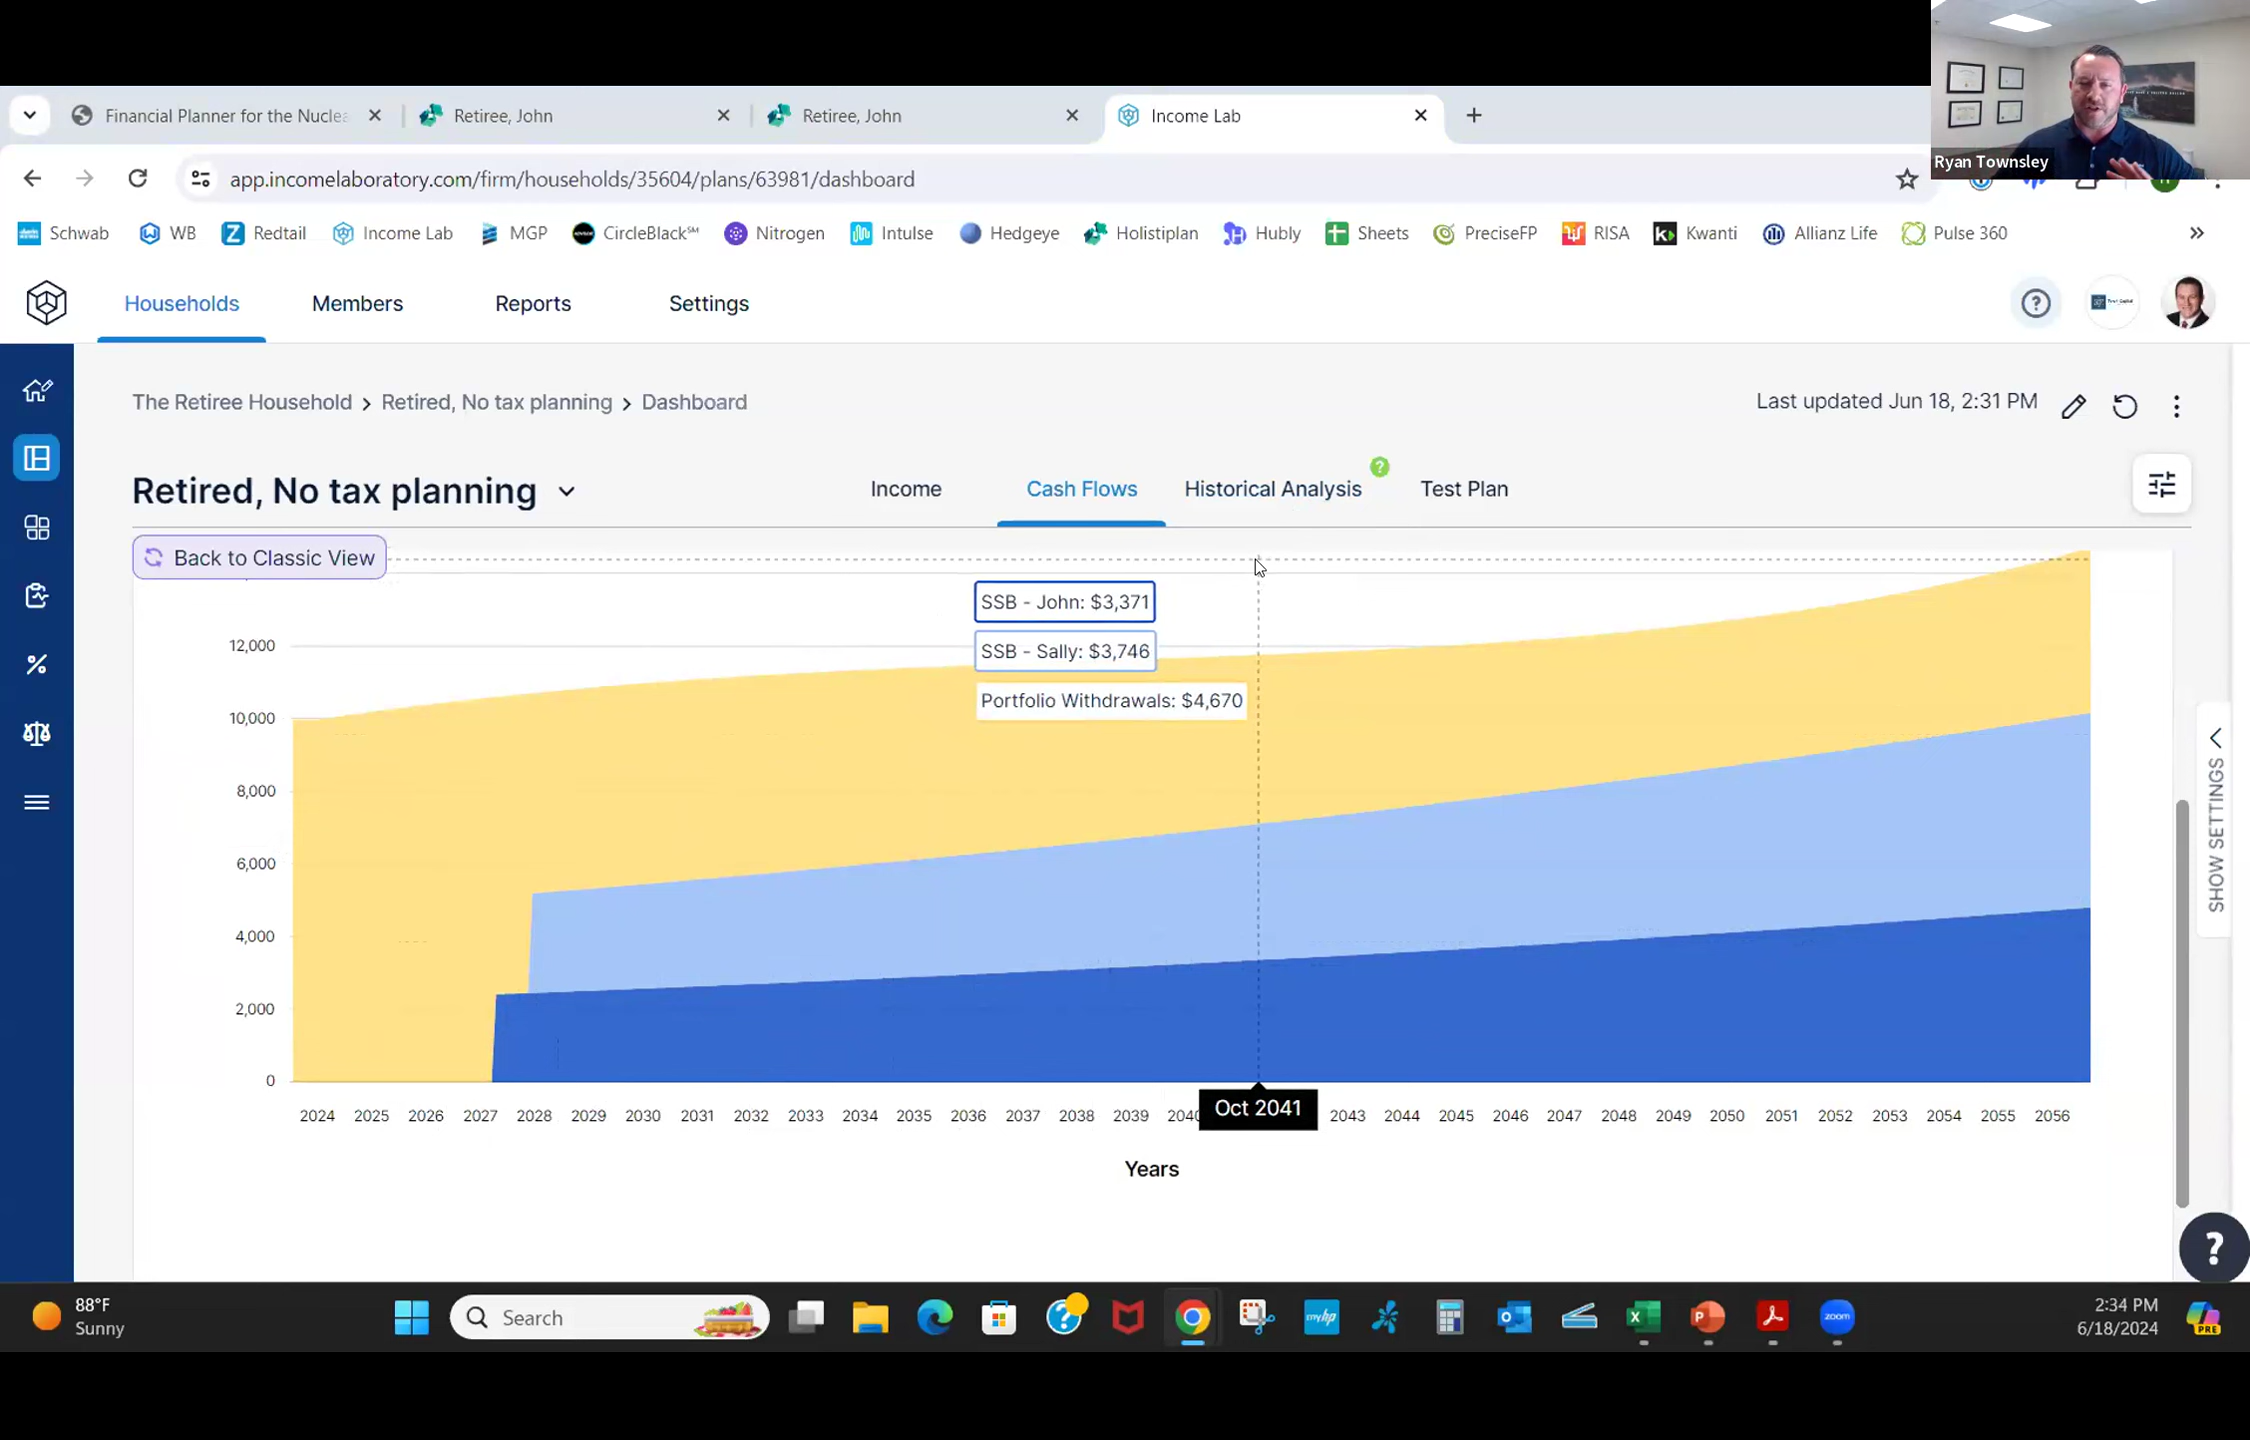 Financial Planner for the Nucle
Retiree, John
Retiree, John
Income Lab
Ryan Townsley
app.incomelaboratory.com/firm/households/35604/plans/63981/dashboard
Schwab
WB
Redtail
Income Lab
MGP
CircleBlack℠
Nitrogen
Intulse
Hedgeye
Holistiplan
Hubly
Sheets
PreciseFP
RISA
Kwanti
Allianz Life
Pulse 360
Households
Members
Reports
Settings
The Retiree Household > Retired, No tax planning > Dashboard
Last updated Jun 18, 2:31 PM
Retired, No tax planning
Income
Cash Flows
Historical Analysis
?
Test Plan
Back to Classic View
SSB - John: $3,371
SSB - Sally: $3,746
Portfolio Withdrawals: $4,670
12,000
10,000
8,000
6,000
4,000
2,000
0
2024 2025 2026 2027 2028 2029 2030 2031 2032 2033 2034 2035 2036 2037 2038 2039 2040 Oct 2041 2043 2044 2045 2046 2047 2048 2049 2050 2051 2052 2053 2054 2055 2056
Years
SHOW SETTINGS
?
88°F
Sunny
Search
myhp
zoom
PRE
2:34 PM
6/18/2024